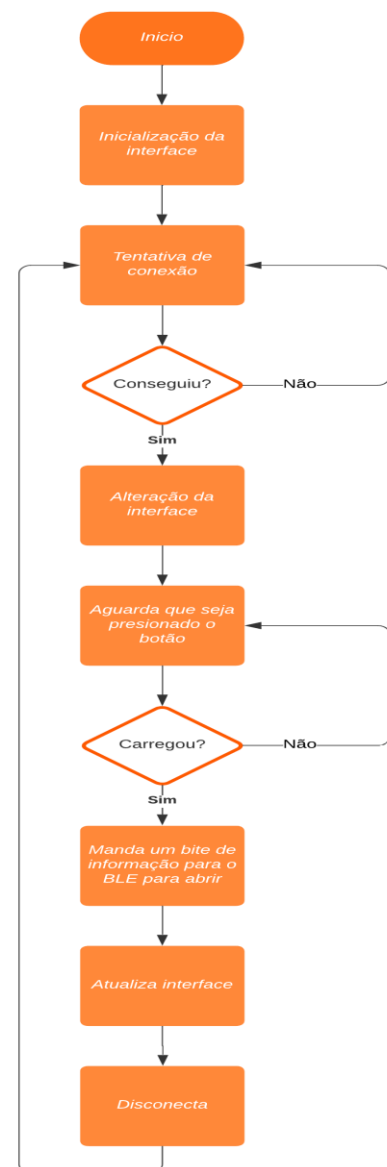 Inicio
Inicialização da
interface
Tentativa de
conexão
Conseguiu?
Não
Sim
Alteração da
interface
Aguarda que seja
presionado o
botão
Carregou?
Não
Sim
Manda um bite de
informação para o
BLE para abrir
Atualiza interface
Disconecta